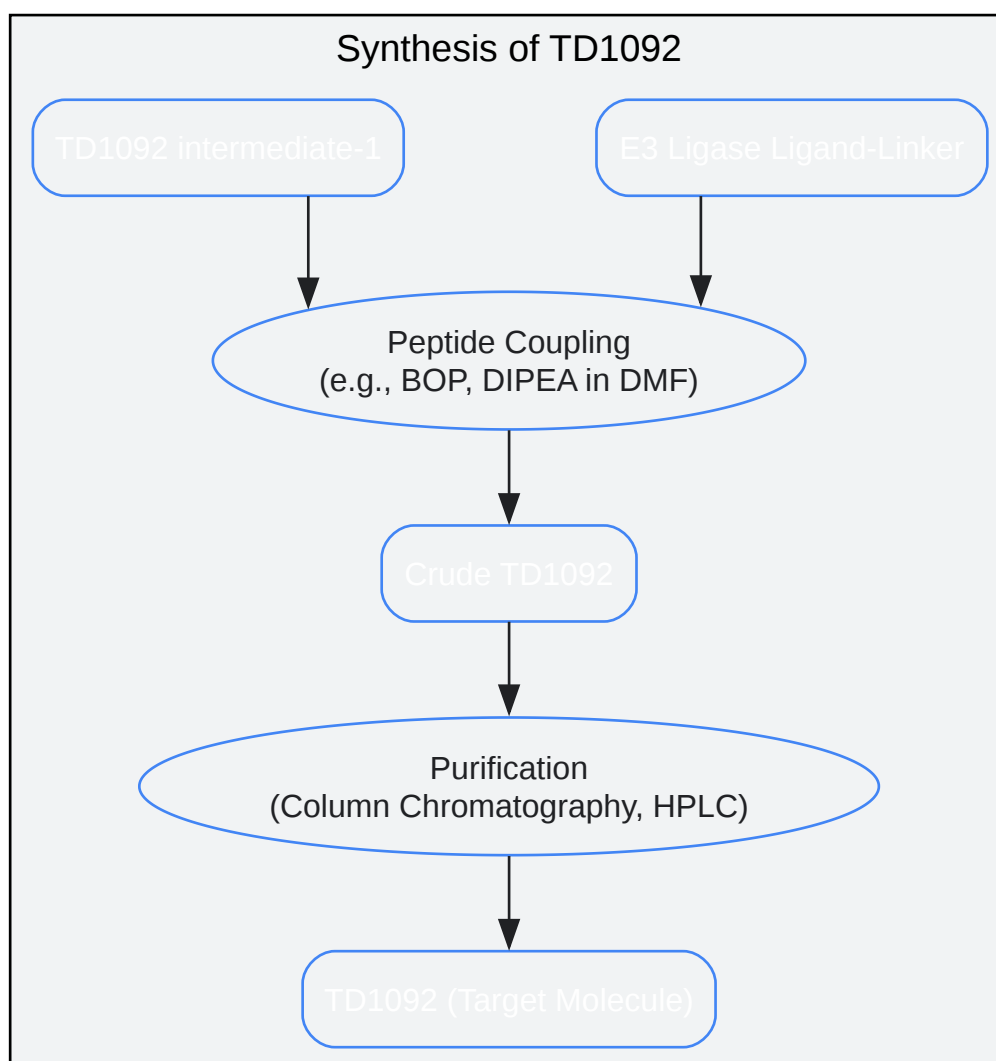 Synthesis of TD1092
TD1092 intermediate-1
E3 Ligase Ligand-Linker
Peptide Coupling
(e.g., BOP, DIPEA in DMF)
Crude TD1092
Purification
(Column Chromatography, HPLC)
TD1092 (Target Molecule)